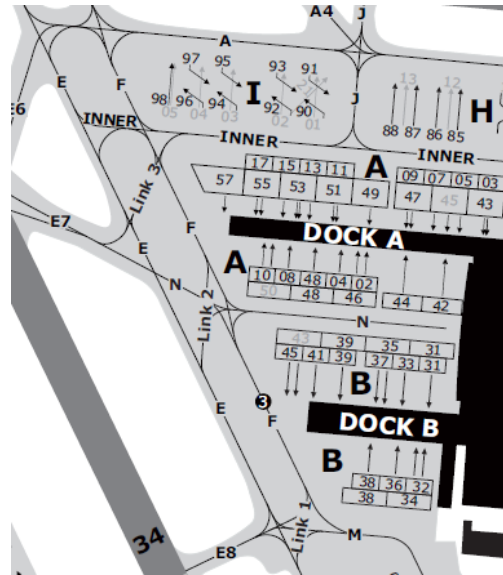 A4
J
A
97
95
93
91
13
12
E
F
I
J
H
98
96
94
92
90
05
04
03
02
01
88
87
86
85
E6
INNER
INNER
INNER
17 15 13 11
A
09 07 05 03
57
55
53
51
49
47
45
43
Link 3
DOCK A
E7
E
F
A
10 08 48 04 02
50
48
46
44
42
N
Link 2
N
43
39
35
31
45 41 39 37 33 31
B
E
3
F
DOCK B
B
38 36 32
38
34
34
Link 1
M
E8